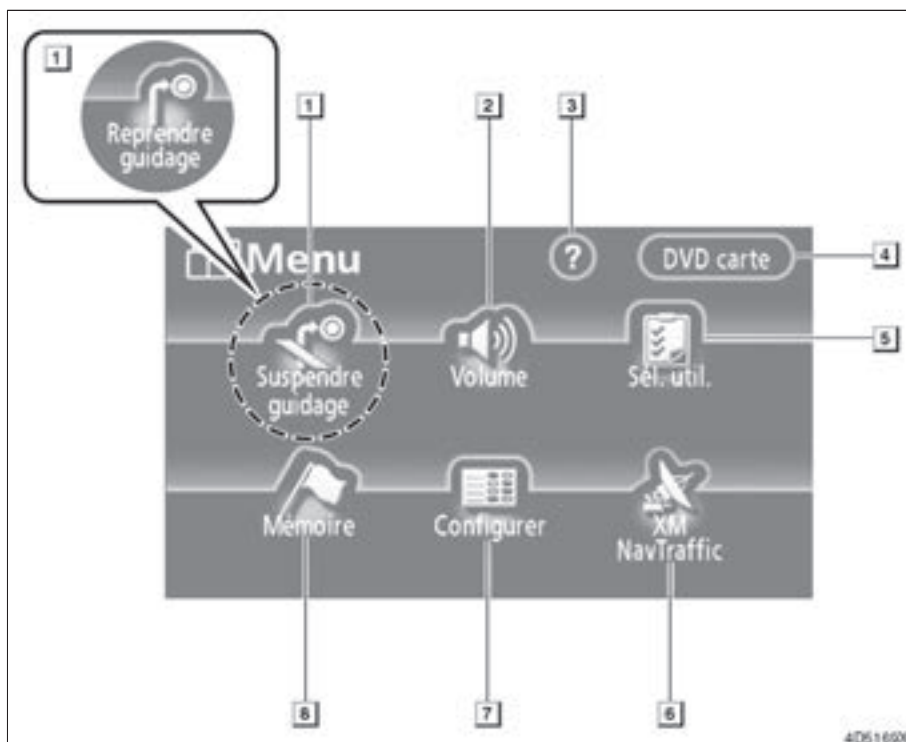 1
Reprendre
guidage
1
2
3
Menu
?
DVD carte
4
5
Suspendre
guidage
Volume
Sél. util.
Mémoire
Configurer
XM
NavTraffic
8
7
6